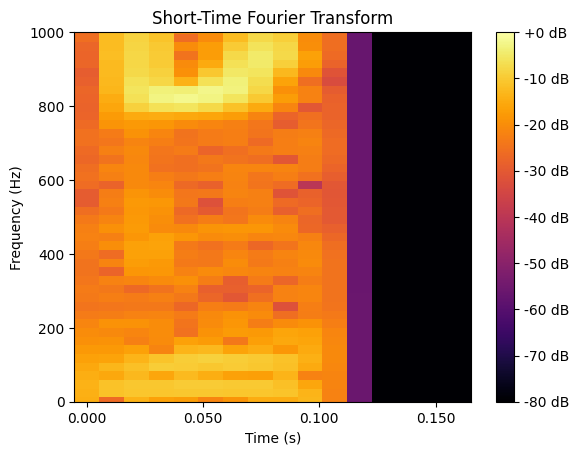 Short-Time Fourier Transform
1000
800
600
400
200
0
Frequency (Hz)
0.000
0.050
0.100
0.150
Time (s)
+0 dB
-10 dB
-20 dB
-30 dB
-40 dB
-50 dB
-60 dB
-70 dB
-80 dB